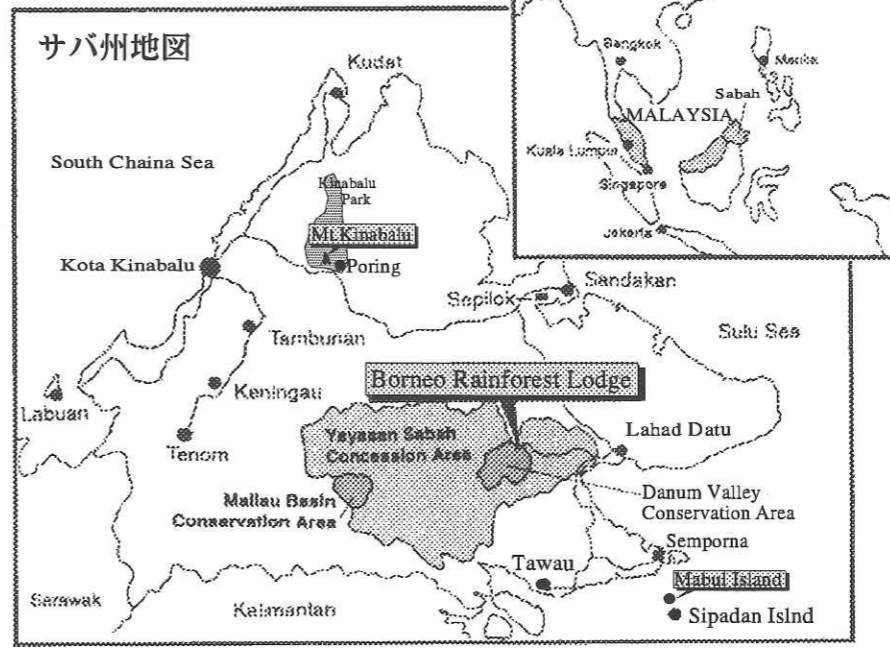 サバ州地図
Kudat
South Chaina Sea
Kinabalu
Park
Mt.Kinabalu
Kota Kinabalu
Poring
Sandakan
Sepilok
Sulu Sea
Tambunan
Borneo Rainforest Lodge
Keningau
Labuan
Yayasan Sabah
Concession Area
Lahad Datu
Tenom
Mallau Basin
Conservation Area
Danum Valley
Conservation Area
Semporna
Tawau
Mabul Island
Sarawak
Kalimantan
Sipadan Islnd
Bangkok
Manila
Sabah
MALAYSIA
Kuala Lumpur
Singapore
Jakarta